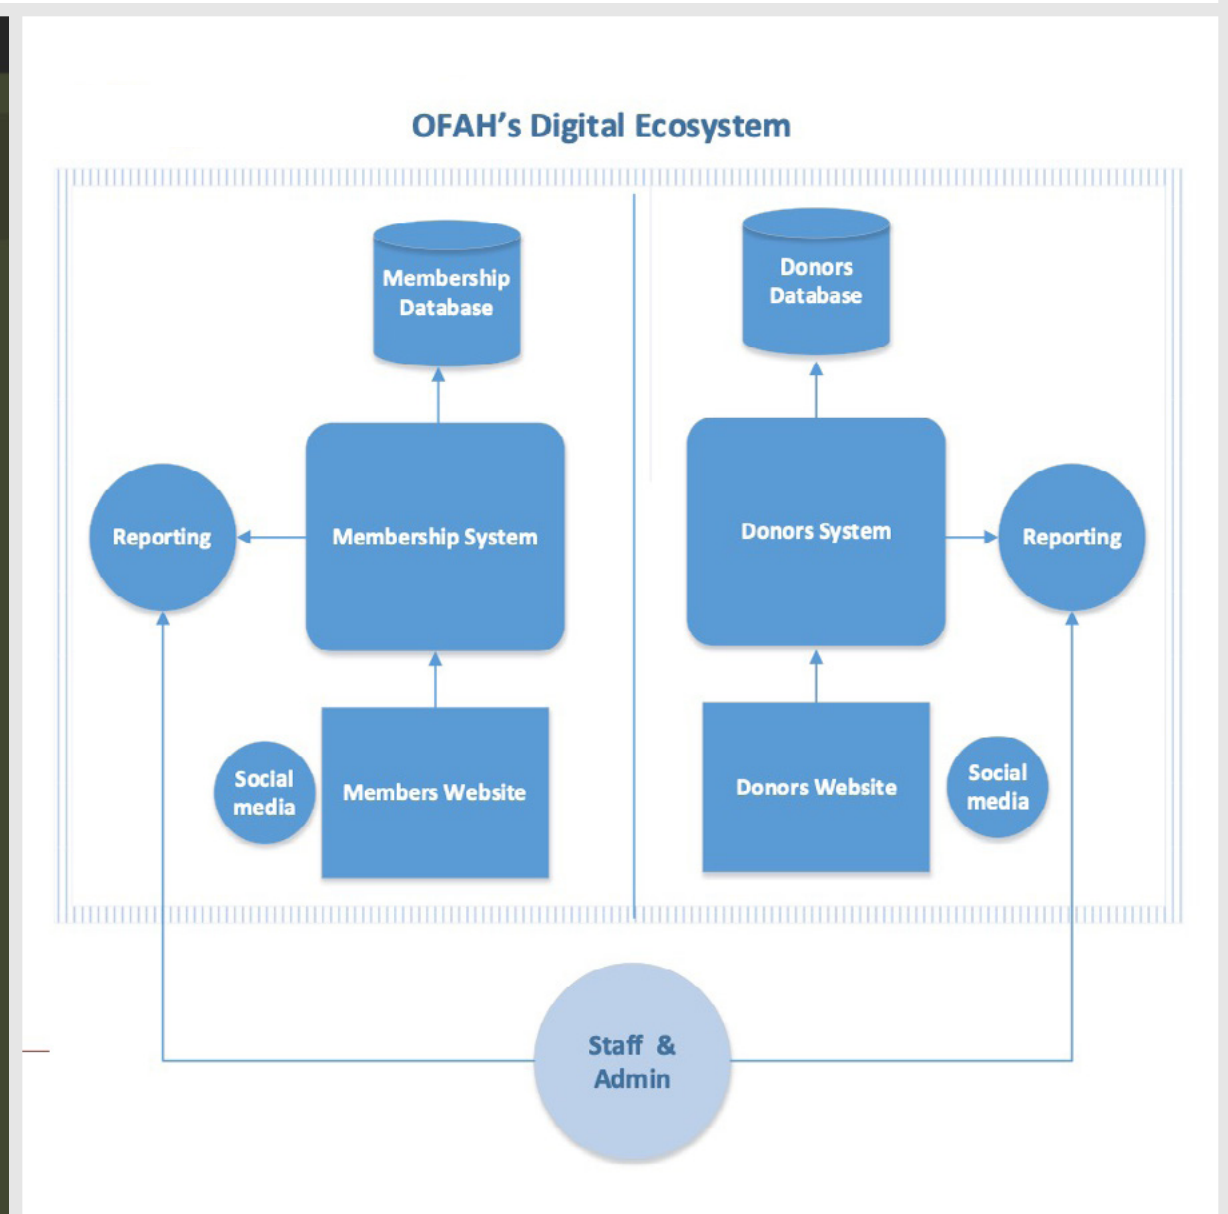 OFAH’s Digital Ecosystem
Membership
Database
Donors
Database
Reporting
Membership System
Donors System
Reporting
Social
media
Members Website
Donors Website
Social
media
Staff &
Admin